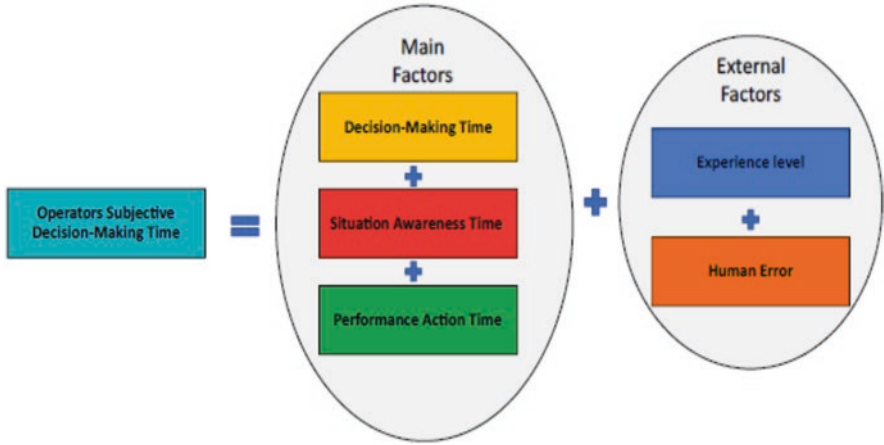 Main
Factors
Decision-Making Time
+
Situation Awareness Time
+
Performance Action Time
External
Factors
Experience level
+
Human Error
Operators Subjective
Decision-Making Time
=
+